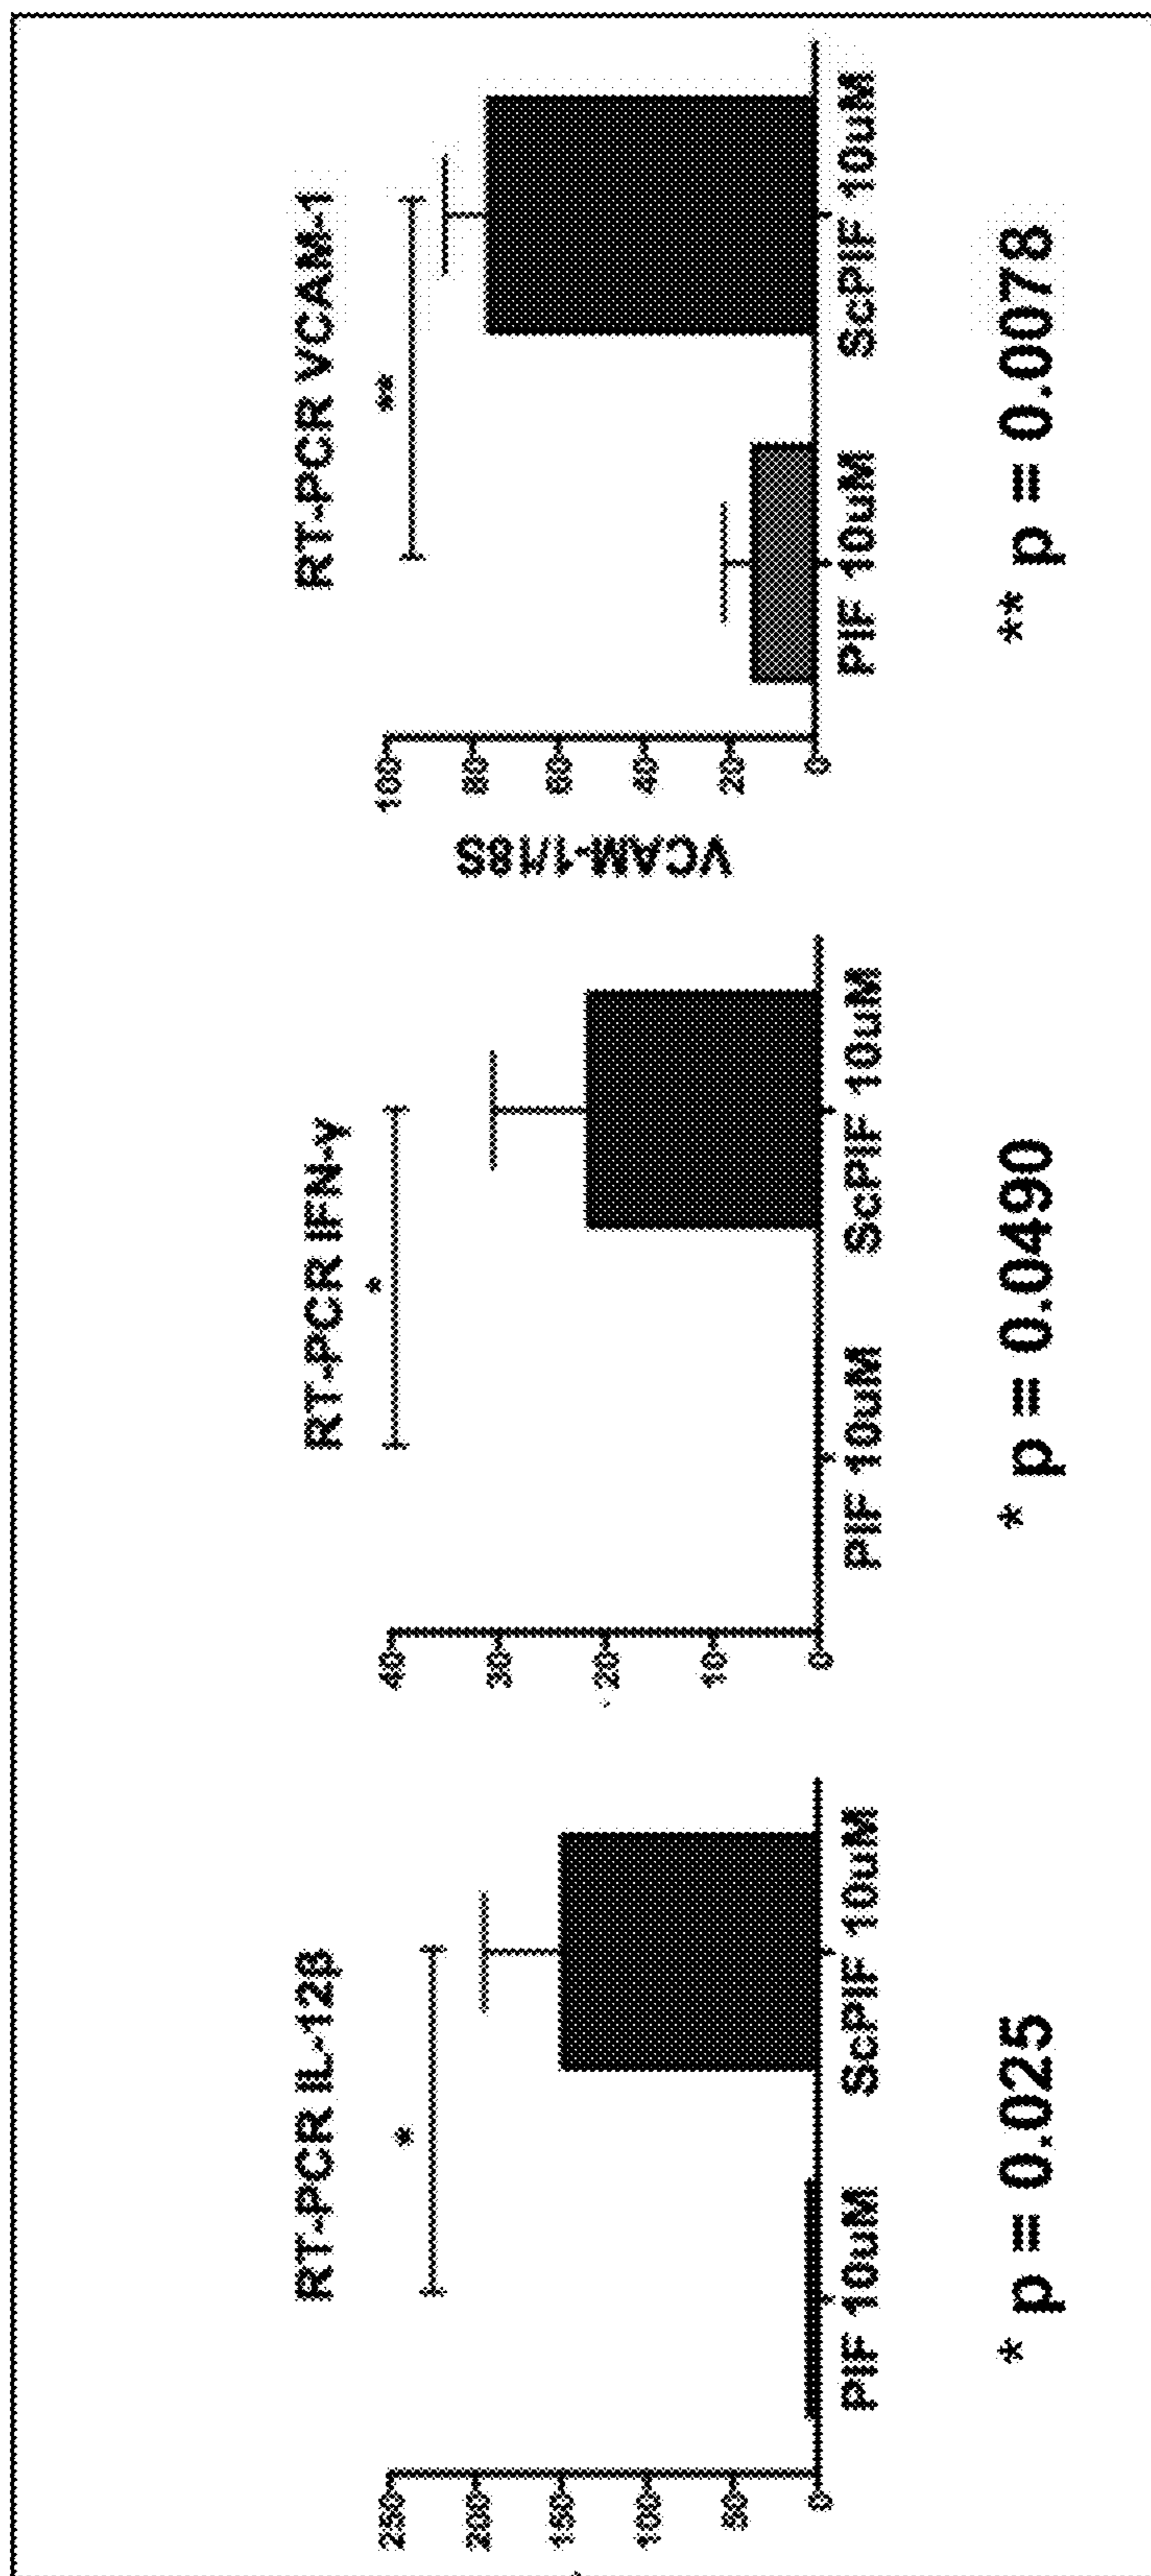 RT-PCR IL-12β
*
250
200
150
100
50
0
PIF 10uM
ScPIF 10uM
* p = 0.025
RT-PCR IFN-γ
*
40
30
20
10
0
PIF 10uM
ScPIF 10uM
* p = 0.0490
RT-PCR VCAM-1
**
VCAM-1/18S
100
80
60
40
20
0
PIF 10uM
ScPIF 10uM
** p = 0.0078